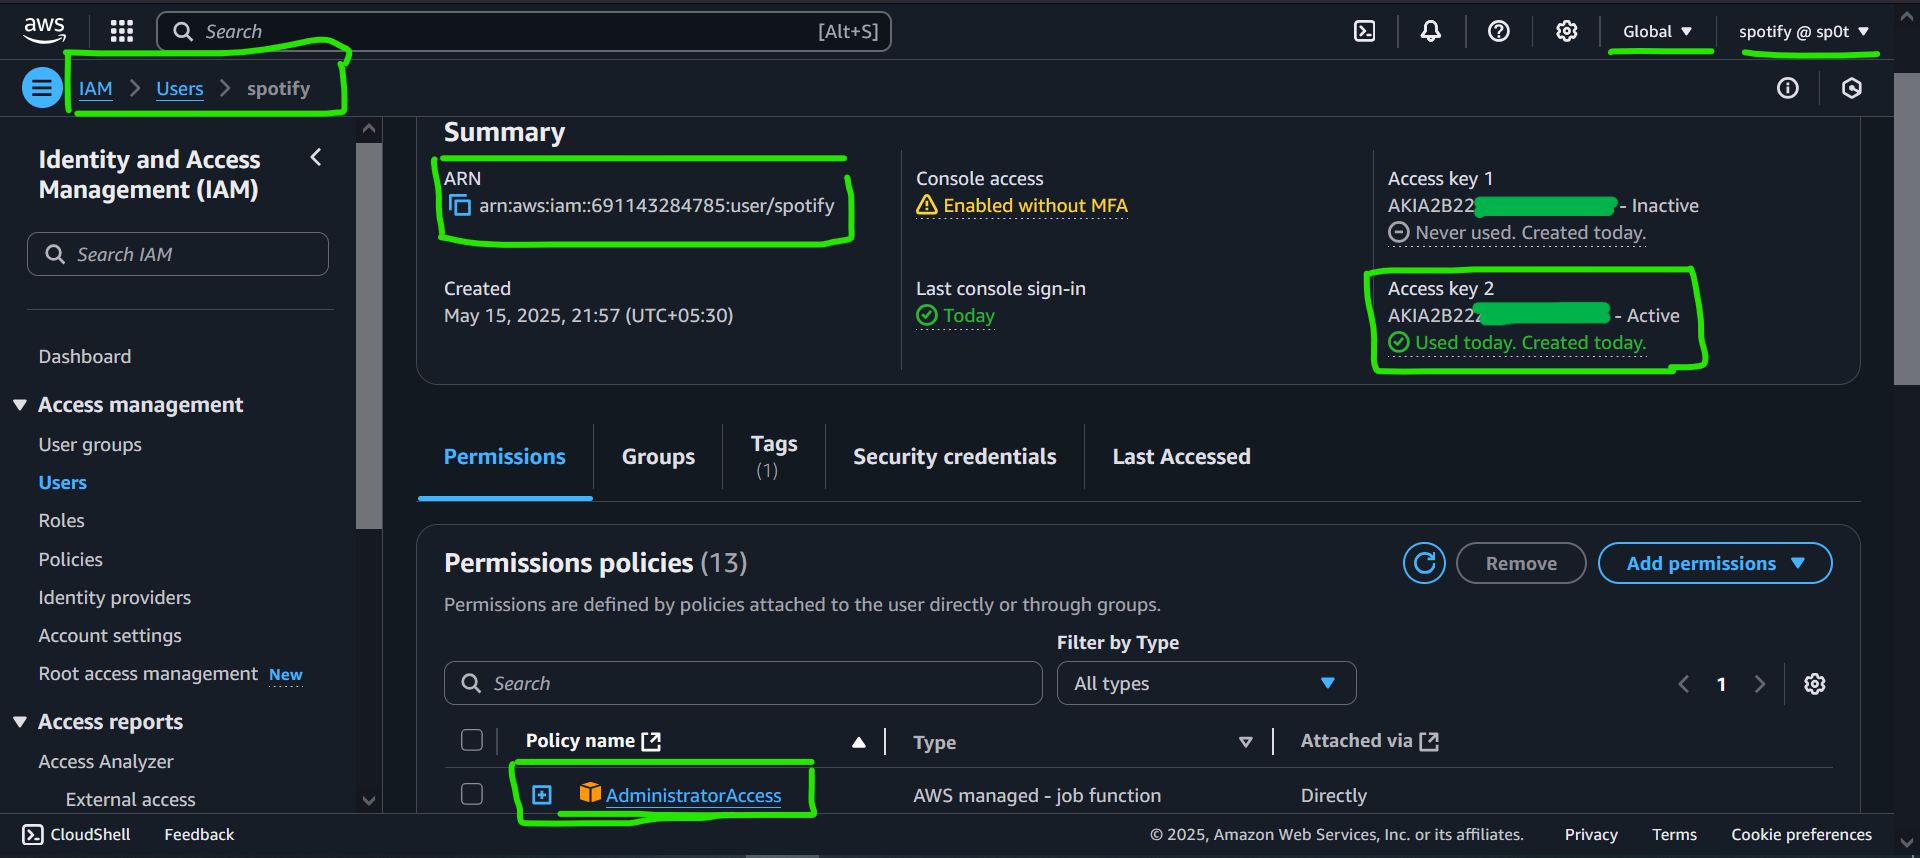 aws
Search [Alt+S]
Global
spotify @ sp0t
IAM > Users > spotify
Identity and Access
Management (IAM)
Search IAM
Dashboard
Access management
User groups
Users
Roles
Policies
Identity providers
Account settings
Root access management New
Access reports
Access Analyzer
External access
Summary
ARN
arn:aws:iam::691143284785:user/spotify
Console access
Enabled without MFA
Access key 1
AKIA2B22 - Inactive
Never used. Created today.
Created
May 15, 2025, 21:57 (UTC+05:30)
Last console sign-in
Today
Access key 2
AKIA2B222 - Active
Used today. Created today.
Permissions
Groups
Tags
(1)
Security credentials
Last Accessed
Permissions policies (13)
Remove
Add permissions
Permissions are defined by policies attached to the user directly or through groups.
Filter by Type
Search
All types
1
Policy name
Type
Attached via
AdministratorAccess
AWS managed - job function
Directly
CloudShell
Feedback
© 2025, Amazon Web Services, Inc. or its affiliates.
Privacy
Terms
Cookie preferences